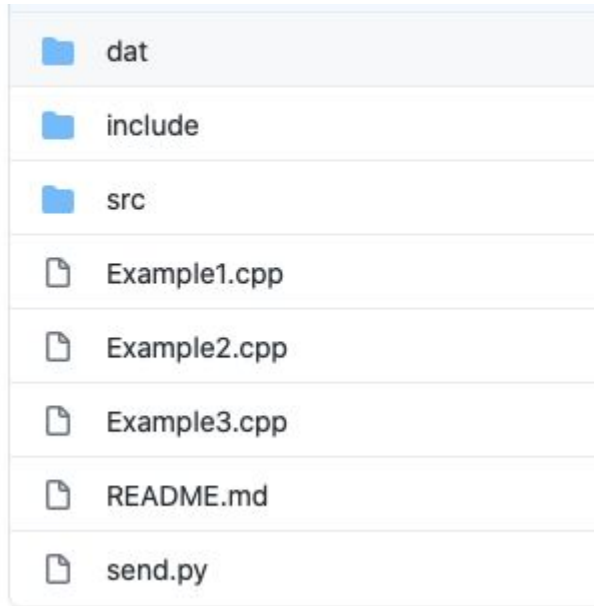 dat
include
src
Example1.cpp
Example2.cpp
Example3.cpp
README.md
send.py